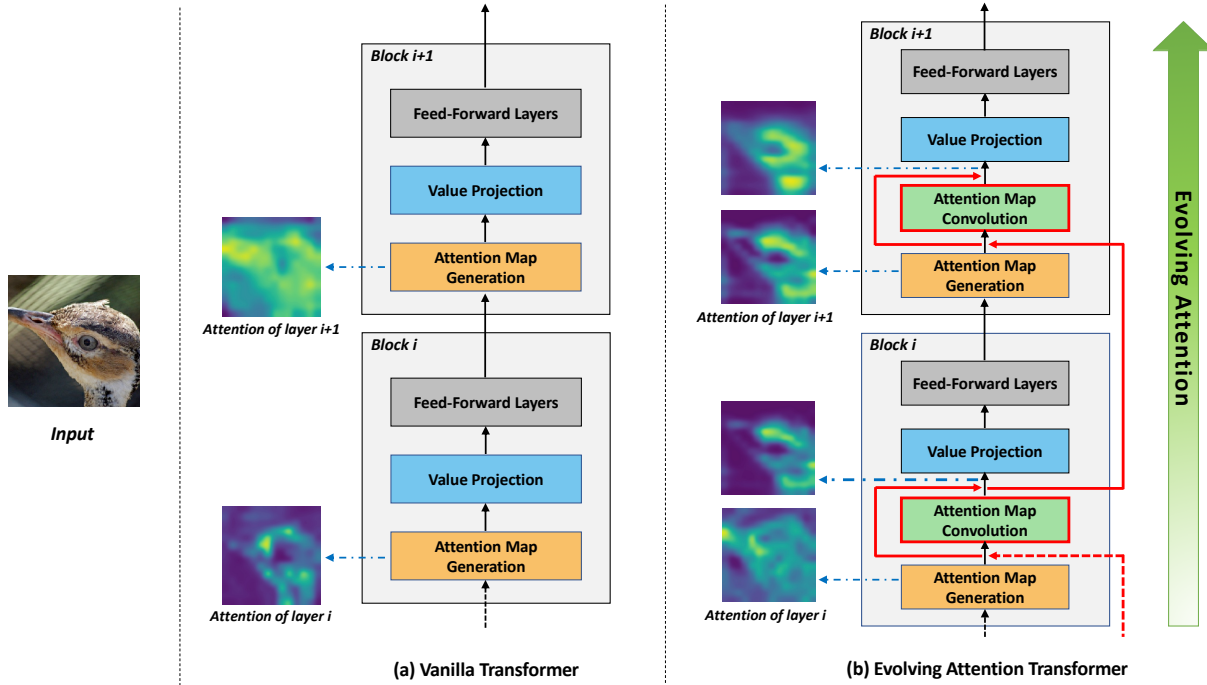 Input
Block i+1
Feed-Forward Layers
Value Projection
Attention Map
Generation
Attention of layer i+1
Block i
Feed-Forward Layers
Value Projection
Attention Map
Generation
Attention of layer i
(a) Vanilla Transformer
Block i+1
Feed-Forward Layers
Value Projection
Attention Map
Convolution
Attention Map
Generation
Attention of layer i+1
Block i
Feed-Forward Layers
Value Projection
Attention Map
Convolution
Attention Map
Generation
Attention of layer i
(b) Evolving Attention Transformer
Evolving Attention